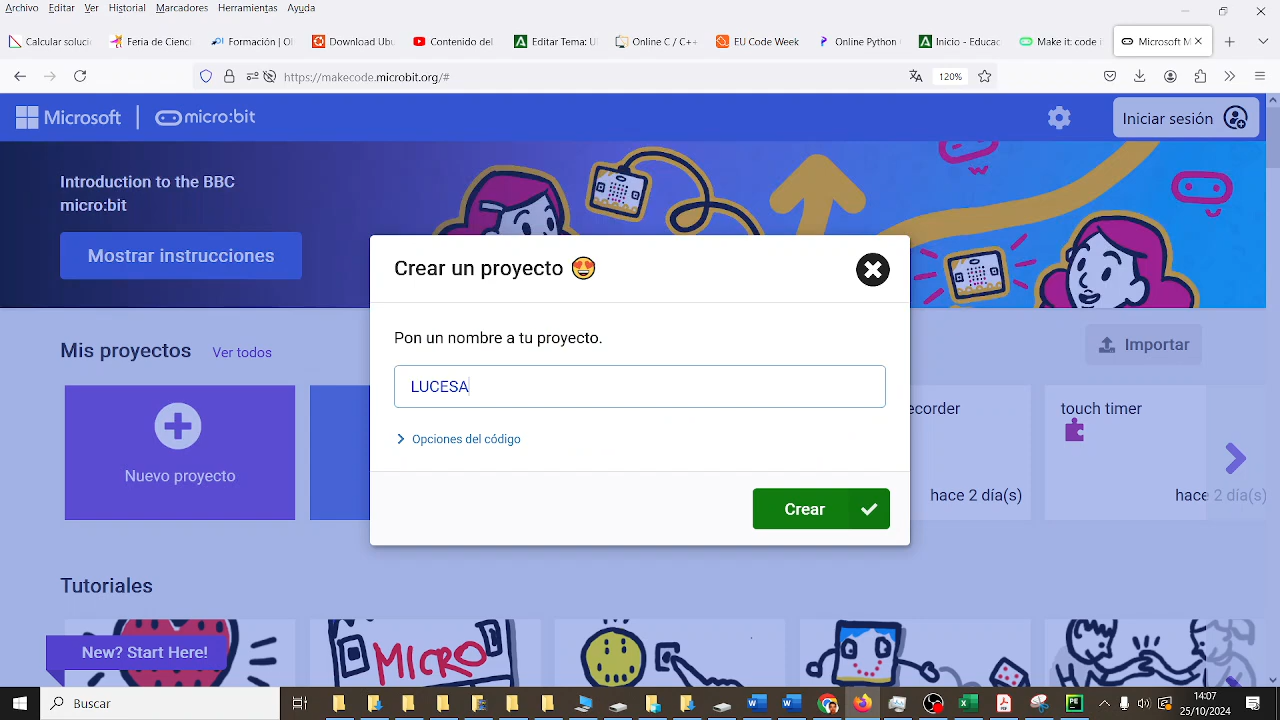 Archivo Editar Ver Historial Marcadores Herramientas Ayuda
Calcular soluci Feria de Cienc Formación | Ol Download Ubu Contenido del Editar Tema: UI Online C / C++ EU Code Week Online Python Inicio - Educac Make it: code Microsoft M
https://makecode.microbit.org/# 120%
Microsoft micro:bit Iniciar sesión
Introduction to the BBC
micro:bit
Mostrar instrucciones
Crear un proyecto
Pon un nombre a tu proyecto.
LUCESA
Opciones del código
Crear
Mis proyectos Ver todos Importar
Nuevo proyecto
ecorder
hace 2 día(s)
touch timer
hace 2 día(s)
Tutoriales
New? Start Here!
MICRO
Buscar
14:07
25/10/2024